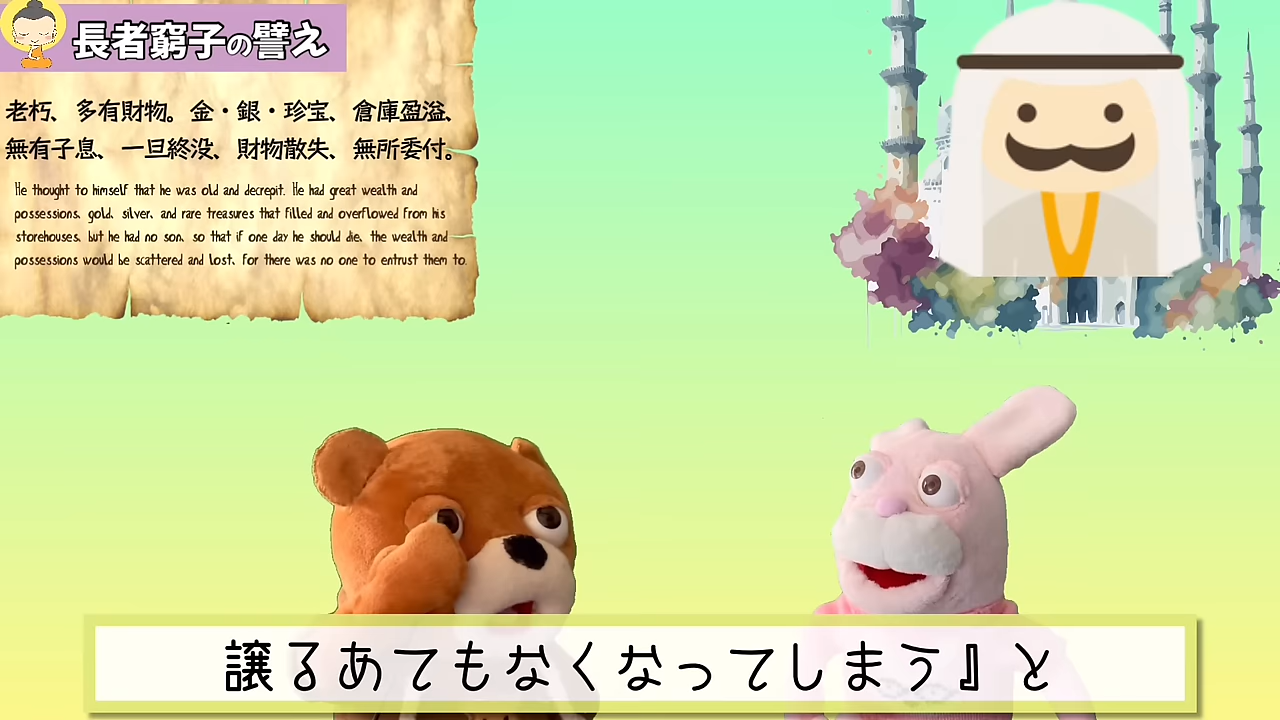 長者窮子の譬え
老朽、多有財物。金・銀・珍宝、倉庫盈溢、
無有子息、一旦終没、財物散失、無所委付。
He thought to himself that he was old and decrepit. He had great wealth and
possessions, gold, silver, and rare treasures that filled and overflowed from his
storehouses, but he had no son, so that if one day he should die, the wealth and
possessions would be scattered and lost, for there was no one to entrust them to.
譲るあてもなくなってしまう』と